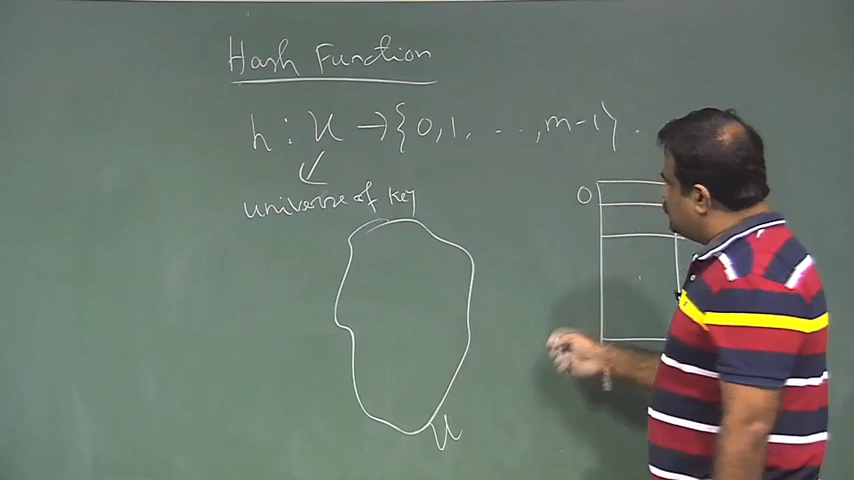 Hash Function
h : U → {0, 1, ..., m-1}.
universe of key
0
U